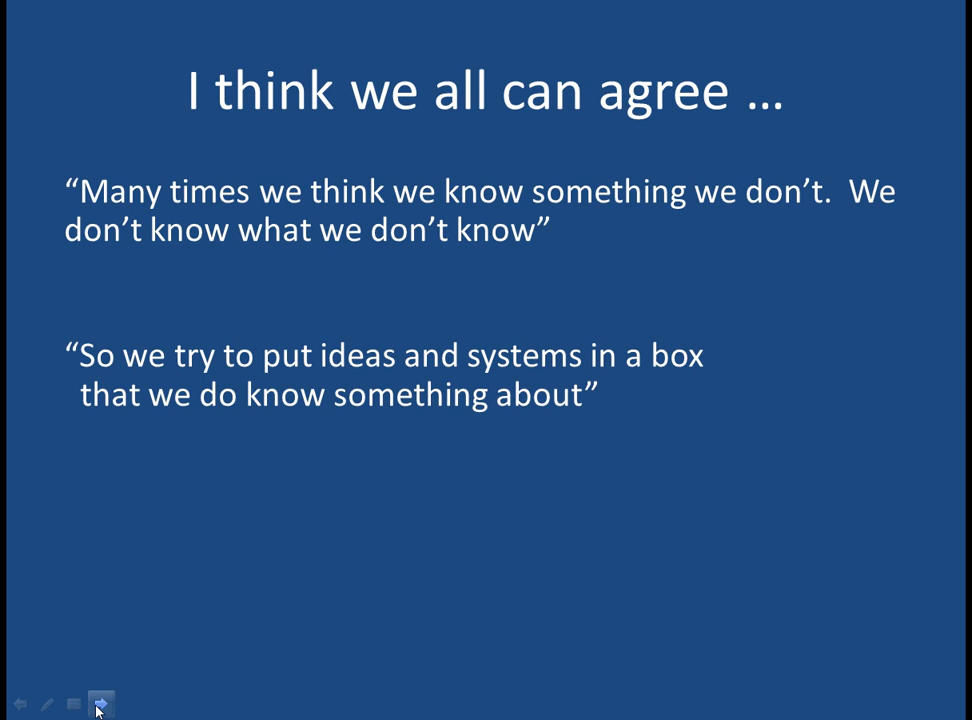 I think we all can agree ...
“Many times we think we know something we don’t.  We
don’t know what we don’t know”
“So we try to put ideas and systems in a box
that we do know something about”